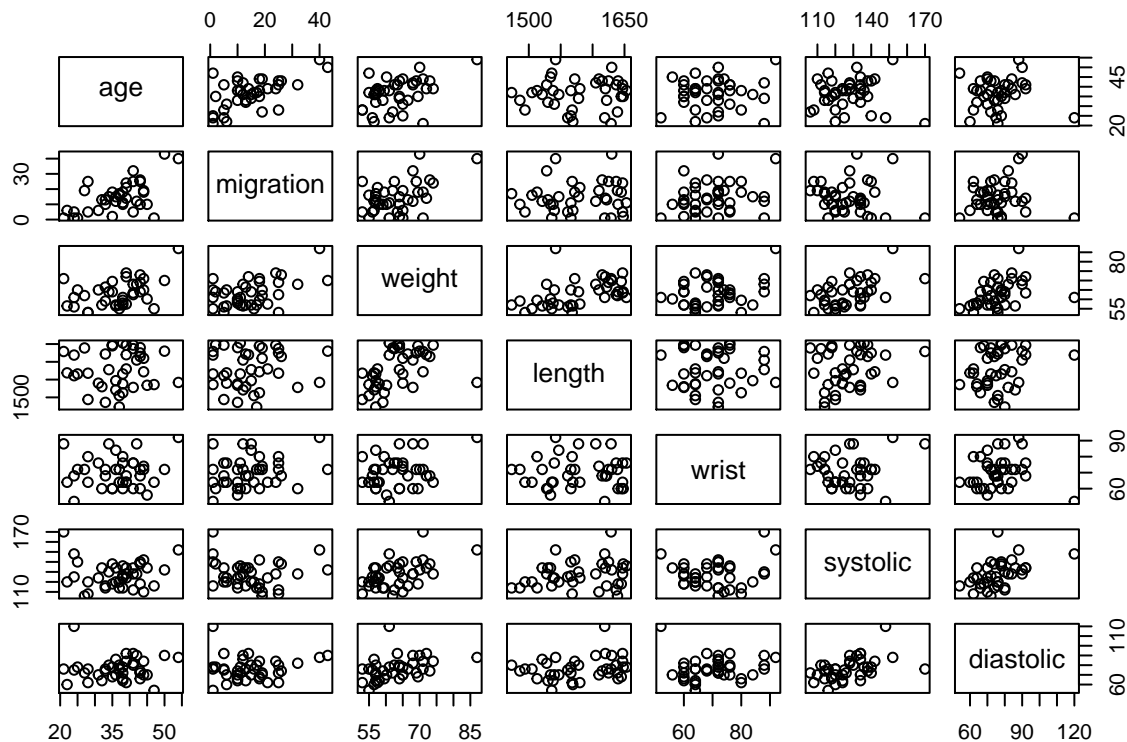 0 20 40 1500 1650 110 140 170
age 20 45
0 30 migration
weight 55 80
1500 length
wrist 60 90
110 170 systolic
diastolic 60 110
20 35 50 55 70 85 60 80 60 90 120